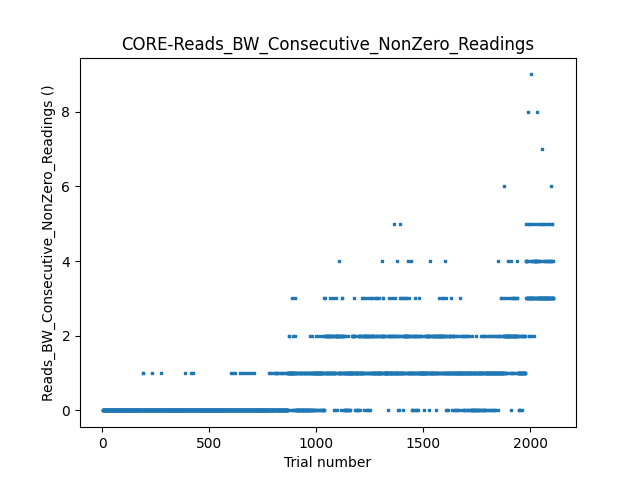 CORE-Reads_BW_Consecutive_NonZero_Readings
Reads_BW_Consecutive_NonZero_Readings ()
8
6
4
2
0
0 500 1000 1500 2000
Trial number